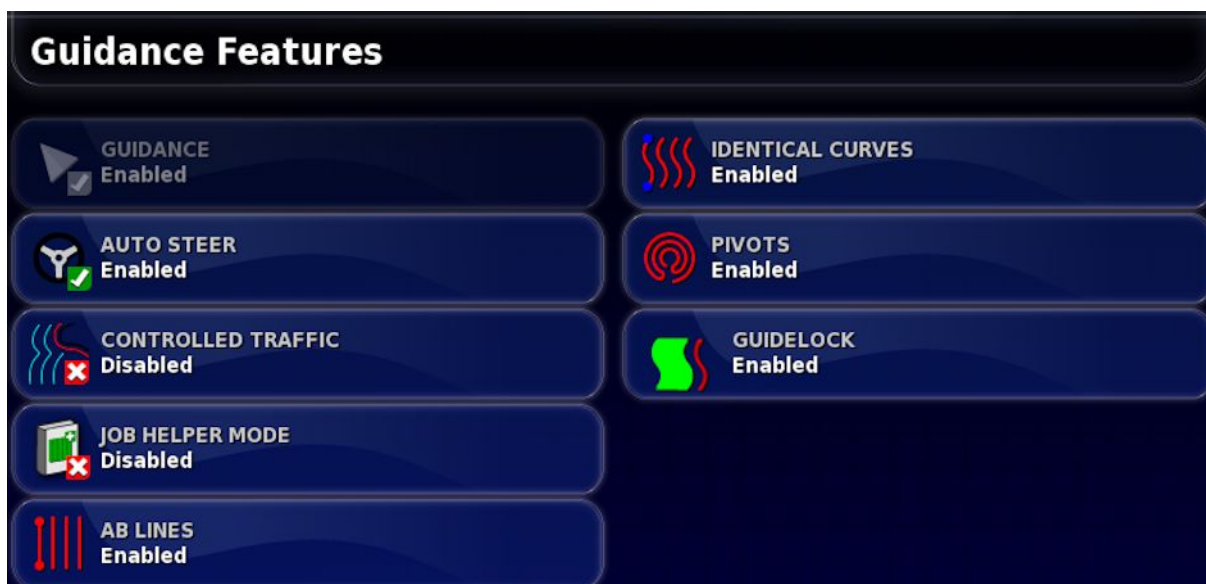 Guidance Features
GUIDANCE
Enabled
AUTO STEER
Enabled
CONTROLLED TRAFFIC
Disabled
JOB HELPER MODE
Disabled
AB LINES
Enabled
IDENTICAL CURVES
Enabled
PIVOTS
Enabled
GUIDELOCK
Enabled